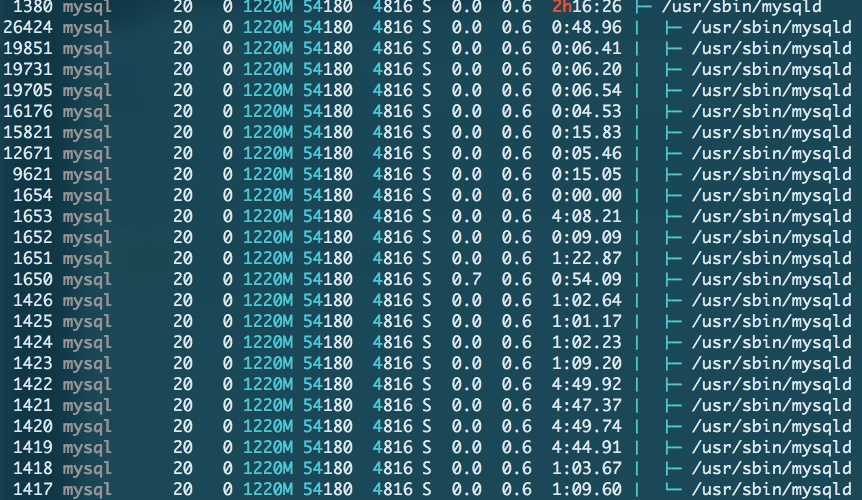 1380 mysql 20 0 1220M 54180 4816 S 0.0 0.6 2h16:26 ├─ /usr/sbin/mysqld
26424 mysql 20 0 1220M 54180 4816 S 0.0 0.6 0:48.96 | ├─ /usr/sbin/mysqld
19851 mysql 20 0 1220M 54180 4816 S 0.0 0.6 0:06.41 | ├─ /usr/sbin/mysqld
19731 mysql 20 0 1220M 54180 4816 S 0.0 0.6 0:06.20 | ├─ /usr/sbin/mysqld
19705 mysql 20 0 1220M 54180 4816 S 0.0 0.6 0:06.54 | ├─ /usr/sbin/mysqld
16176 mysql 20 0 1220M 54180 4816 S 0.0 0.6 0:04.53 | ├─ /usr/sbin/mysqld
15821 mysql 20 0 1220M 54180 4816 S 0.0 0.6 0:15.83 | ├─ /usr/sbin/mysqld
12671 mysql 20 0 1220M 54180 4816 S 0.0 0.6 0:05.46 | ├─ /usr/sbin/mysqld
9621 mysql 20 0 1220M 54180 4816 S 0.0 0.6 0:15.05 | ├─ /usr/sbin/mysqld
1654 mysql 20 0 1220M 54180 4816 S 0.0 0.6 0:00.00 | ├─ /usr/sbin/mysqld
1653 mysql 20 0 1220M 54180 4816 S 0.0 0.6 4:08.21 | ├─ /usr/sbin/mysqld
1652 mysql 20 0 1220M 54180 4816 S 0.0 0.6 0:09.09 | ├─ /usr/sbin/mysqld
1651 mysql 20 0 1220M 54180 4816 S 0.0 0.6 1:22.87 | ├─ /usr/sbin/mysqld
1650 mysql 20 0 1220M 54180 4816 S 0.7 0.6 0:54.09 | ├─ /usr/sbin/mysqld
1426 mysql 20 0 1220M 54180 4816 S 0.0 0.6 1:02.64 | ├─ /usr/sbin/mysqld
1425 mysql 20 0 1220M 54180 4816 S 0.0 0.6 1:01.17 | ├─ /usr/sbin/mysqld
1424 mysql 20 0 1220M 54180 4816 S 0.0 0.6 1:02.23 | ├─ /usr/sbin/mysqld
1423 mysql 20 0 1220M 54180 4816 S 0.0 0.6 1:09.20 | ├─ /usr/sbin/mysqld
1422 mysql 20 0 1220M 54180 4816 S 0.0 0.6 4:49.92 | ├─ /usr/sbin/mysqld
1421 mysql 20 0 1220M 54180 4816 S 0.0 0.6 4:47.37 | ├─ /usr/sbin/mysqld
1420 mysql 20 0 1220M 54180 4816 S 0.0 0.6 4:49.74 | ├─ /usr/sbin/mysqld
1419 mysql 20 0 1220M 54180 4816 S 0.0 0.6 4:44.91 | ├─ /usr/sbin/mysqld
1418 mysql 20 0 1220M 54180 4816 S 0.0 0.6 1:03.67 | ├─ /usr/sbin/mysqld
1417 mysql 20 0 1220M 54180 4816 S 0.0 0.6 1:09.60 | └─ /usr/sbin/mysqld